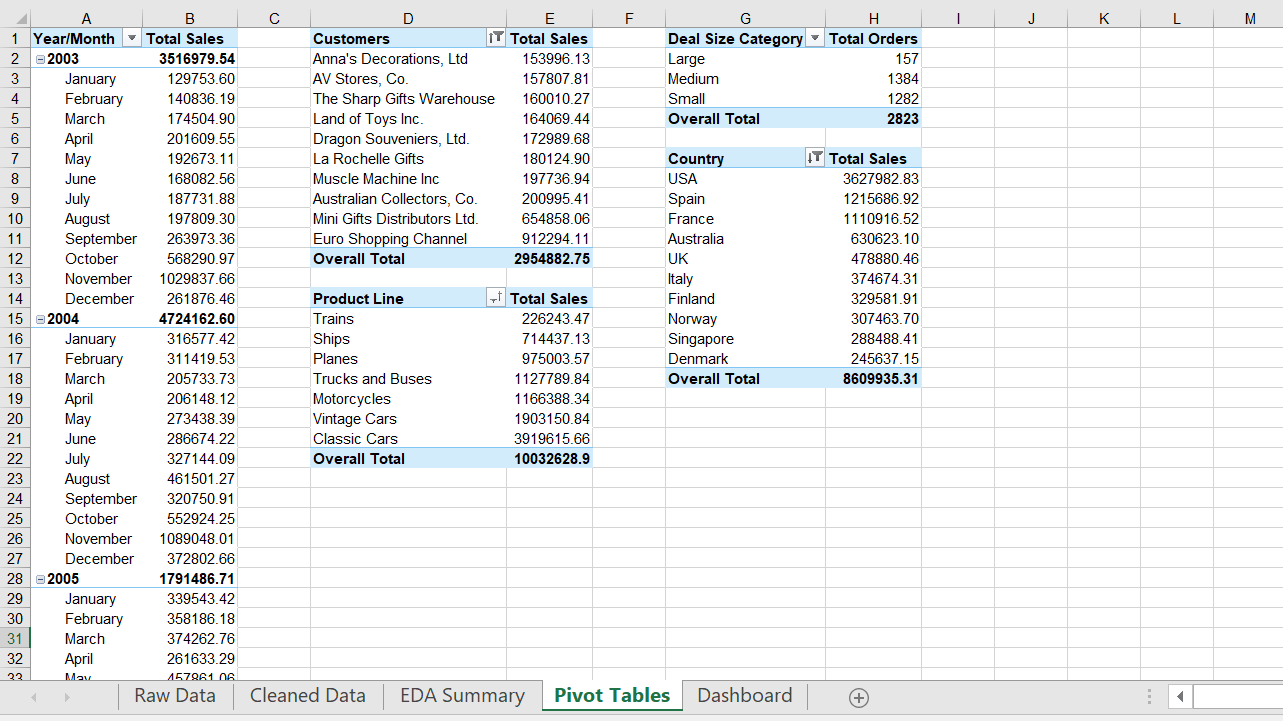 A B C D E F G H I J K L M
1 Year/Month Total Sales Customers Total Sales Deal Size Category Total Orders
2 2003 3516979.54 Anna's Decorations, Ltd 153996.13 Large 157
3 January 129753.60 AV Stores, Co. 157807.81 Medium 1384
4 February 140836.19 The Sharp Gifts Warehouse 160010.27 Small 1282
5 March 174504.90 Land of Toys Inc. 164069.44 Overall Total 2823
6 April 201609.55 Dragon Souveniers, Ltd. 172989.68
7 May 192673.11 La Rochelle Gifts 180124.90 Country Total Sales
8 June 168082.56 Muscle Machine Inc 197736.94 USA 3627982.83
9 July 187731.88 Australian Collectors, Co. 200995.41 Spain 1215686.92
10 August 197809.30 Mini Gifts Distributors Ltd. 654858.06 France 1110916.52
11 September 263973.36 Euro Shopping Channel 912294.11 Australia 630623.10
12 October 568290.97 Overall Total 2954882.75 UK 478880.46
13 November 1029837.66 Italy 374674.31
14 December 261876.46 Product Line Total Sales Finland 329581.91
15 2004 4724162.60 Trains 226243.47 Norway 307463.70
16 January 316577.42 Ships 714437.13 Singapore 288488.41
17 February 311419.53 Planes 975003.57 Denmark 245637.15
18 March 205733.73 Trucks and Buses 1127789.84 Overall Total 8609935.31
19 April 206148.12 Motorcycles 1166388.34
20 May 273438.39 Vintage Cars 1903150.84
21 June 286674.22 Classic Cars 3919615.66
22 July 327144.09 Overall Total 10032628.9
23 August 461501.27
24 September 320750.91
25 October 552924.25
26 November 1089048.01
27 December 372802.66
28 2005 1791486.71
29 January 339543.42
30 February 358186.18
31 March 374262.76
32 April 261633.29
33 May 457861.06
Raw Data Cleaned Data EDA Summary Pivot Tables Dashboard